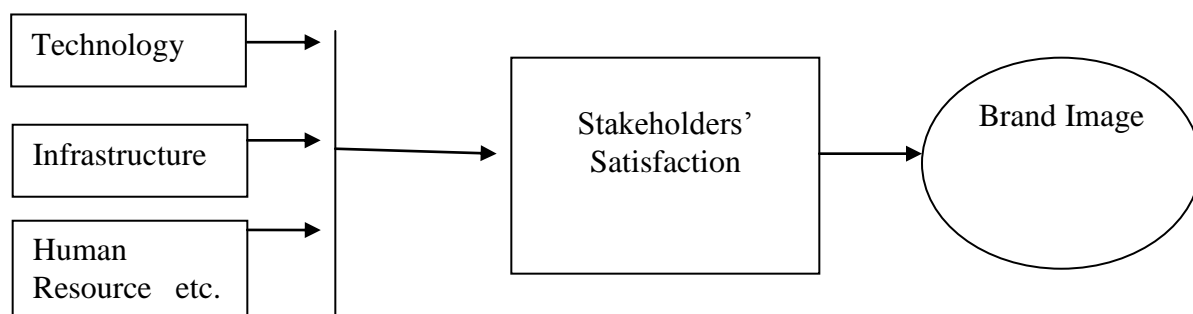 Technology
Infrastructure
Human
Resource etc.
Stakeholders’
Satisfaction
Brand Image